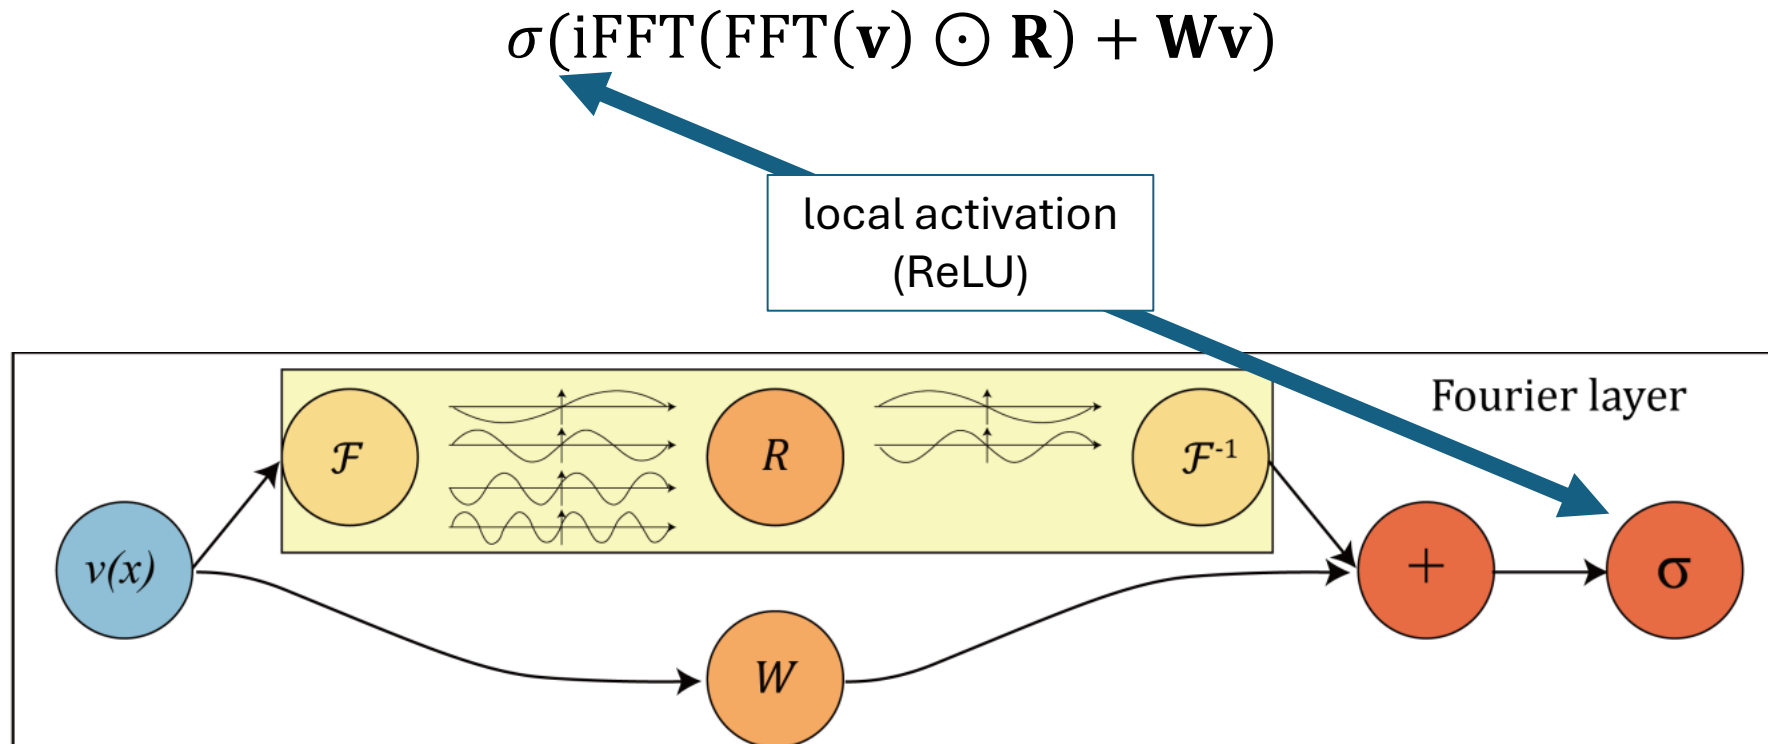 σ(iFFT(FFT(𝐯) ⊙ 𝐑) + 𝐖𝐯)
local activation
(ReLU)
Fourier layer
ℱ
R
ℱ⁻¹
v(x)
+
σ
W